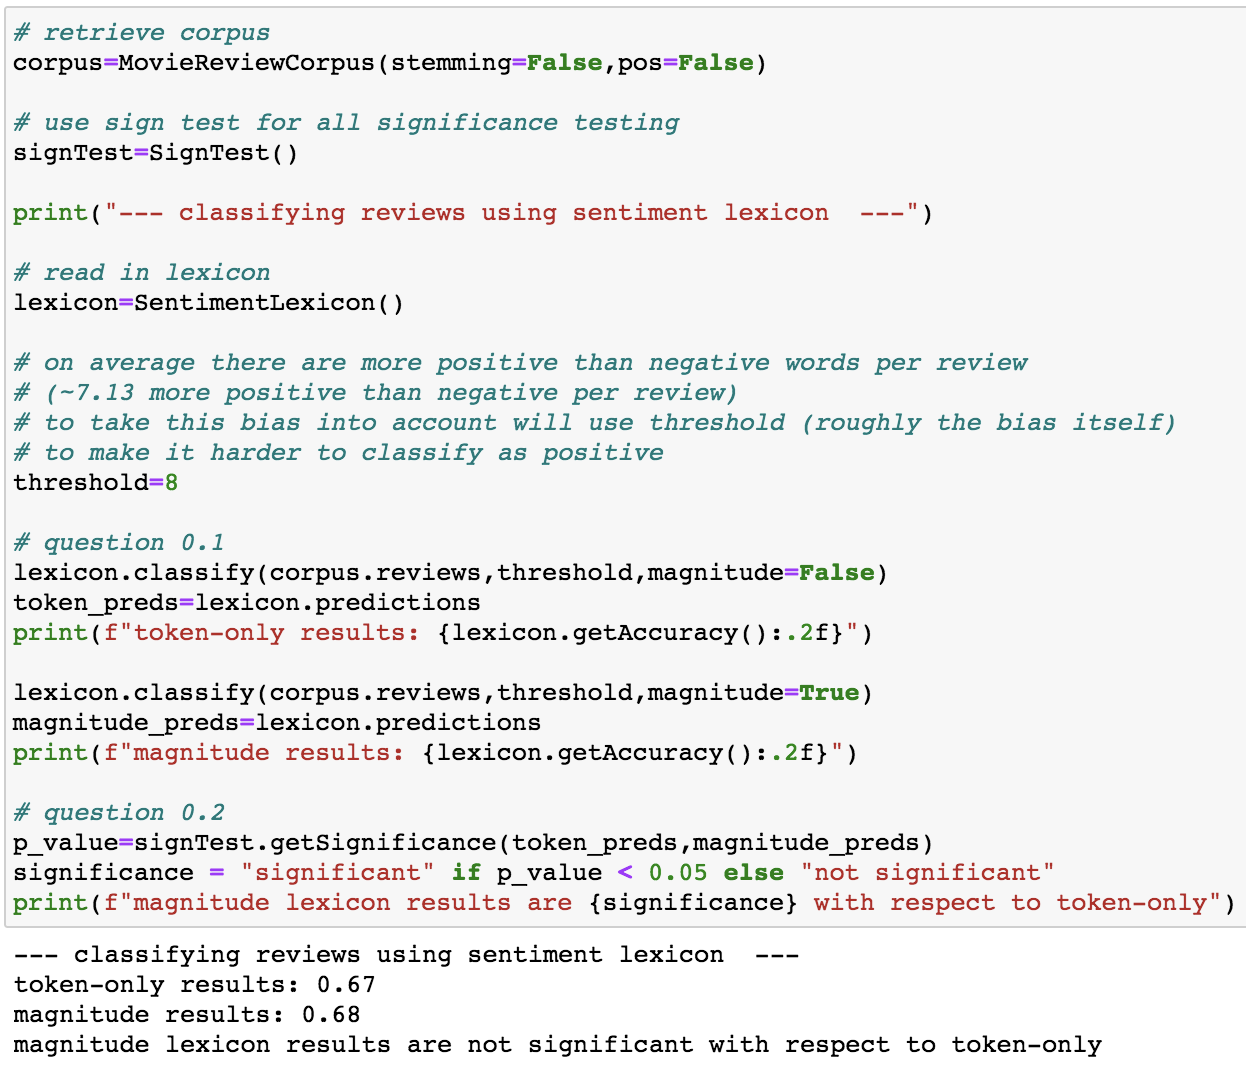 # retrieve corpus
corpus=MovieReviewCorpus(stemming=False,pos=False)
# use sign test for all significance testing
signTest=SignTest()
print("--- classifying reviews using sentiment lexicon  ---")
# read in lexicon
lexicon=SentimentLexicon()
# on average there are more positive than negative words per review
# (~7.13 more positive than negative per review)
# to take this bias into account will use threshold (roughly the bias itself)
# to make it harder to classify as positive
threshold=8
# question 0.1
lexicon.classify(corpus.reviews,threshold,magnitude=False)
token_preds=lexicon.predictions
print(f"token-only results: {lexicon.getAccuracy():.2f}")
lexicon.classify(corpus.reviews,threshold,magnitude=True)
magnitude_preds=lexicon.predictions
print(f"magnitude results: {lexicon.getAccuracy():.2f}")
# question 0.2
p_value=signTest.getSignificance(token_preds,magnitude_preds)
significance = "significant" if p_value < 0.05 else "not significant"
print(f"magnitude lexicon results are {significance} with respect to token-only")
--- classifying reviews using sentiment lexicon  ---
token-only results: 0.67
magnitude results: 0.68
magnitude lexicon results are not significant with respect to token-only